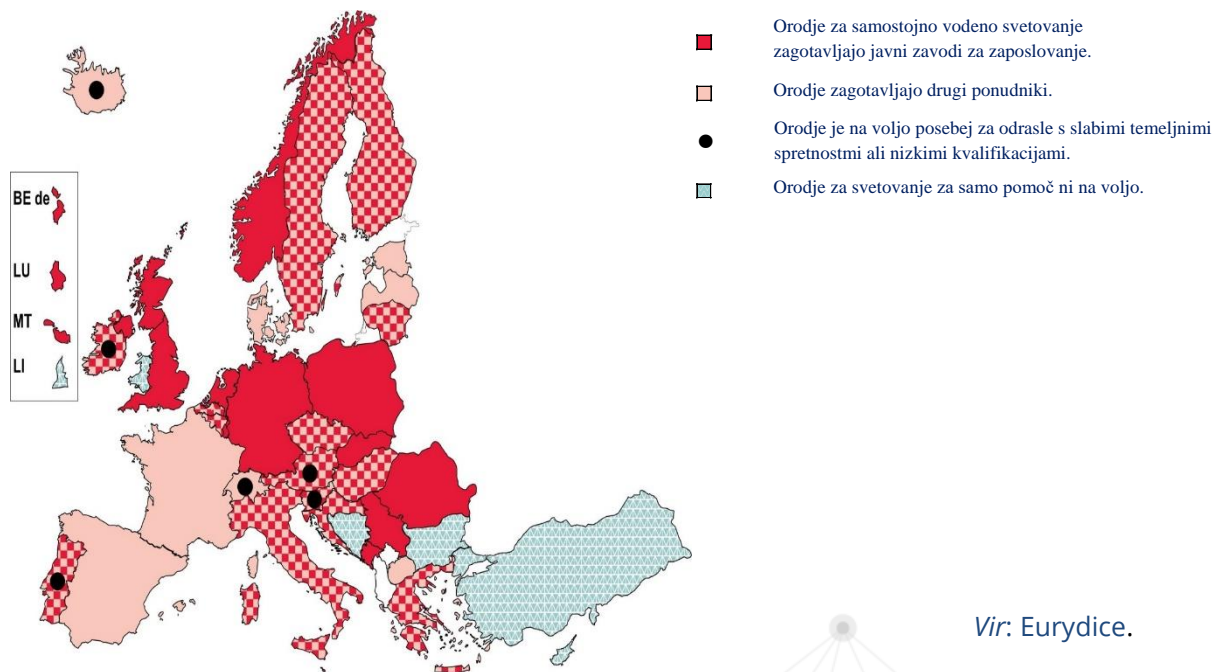 Orodje za samostojno vodeno svetovanje
zagotavljajo javni zavodi za zaposlovanje.
Orodje zagotavljajo drugi ponudniki.
Orodje je na voljo posebej za odrasle s slabimi temeljnimi
spretnostmi ali nizkimi kvalifikacijami.
Orodje za svetovanje za samo pomoč ni na voljo.
BE de
LU
MT
LI
Vir: Eurydice.